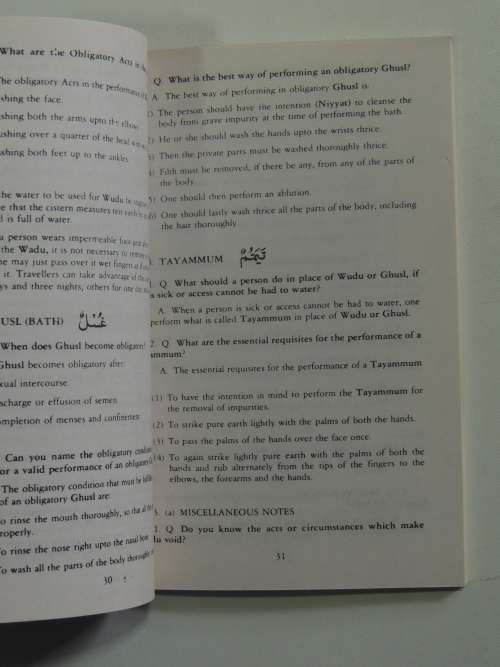 What are the Obligatory Acts in the
The obligatory Acts in the performance of
shing the face.
shing both the arms upto the elbow
ushing over a quarter of the head
shing both feet up to the ankles.
the water to be used for Wudu be
e that the cistern measures ten
d is full of water.
a person wears impermeable foot gear
the Wadu, it is not necessary to remove
ne may just pass over it wet fingers
it. Travellers can take advantage of
ys and three nights, others for one
USL (BATH) غُسْلٌ
When does Ghusl become obligatory?
Ghusl becomes obligatory after:
xual intercourse
scharge or effusion of semen
ompletion of menses and confinement
Can you name the obligatory
or a valid performance of an obligatory
The obligatory condition that must be
of an obligatory Ghusl are:
To rinse the mouth thoroughly, so that all
properly.
To rinse the nose right upto the nasal bone
To wash all the parts of the body thoroughly
30
Q. What is the best way of performing an obligatory Ghusl?
A. The best way of performing in obligatory Ghusl is:
The person should have the intention (Niyyat) to cleanse the
body from grave impurity at the time of performing the bath.
2) He or she should wash the hands upto the wrists thrice.
3) Then the private parts must be washed thoroughly thrice.
4) Filth must be removed, if there be any, from any of the parts of
the body.
5) One should then perform an ablution.
6) One should lastly wash thrice all the parts of the body, including
the hair thoroughly.
TAYAMMUM تَيَمُّمٌ
Q. What should a person do in place of Wudu or Ghusl, if
s sick or access cannot be had to water?
A. When a person is sick or access cannot be had to water, one
perform what is called Tayammum in place of Wudu or Ghusl.
2. Q. What are the essential requisites for the performance of a
ammum?
A. The essential requisites for the performance of a Tayammum
(1) To have the intention in mind to perform the Tayammum for
the removal of impurities.
(2) To strike pure earth lightly with the palms of both the hands.
(3) To pass the palms of the hands over the face once.
(4) To again strike lightly pure earth with the palms of both the
hands and rub alternately from the tips of the fingers to the
elbows, the forearms and the hands.
(a) MISCELLANEOUS NOTES
1. Q. Do you know the acts or circumstances which make
du void?
31